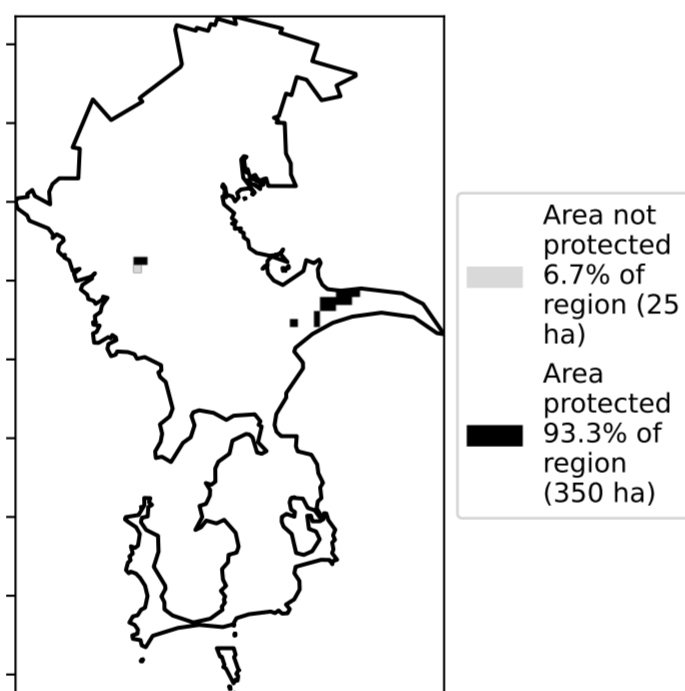 Area not
protected
6.7% of
region (25
ha)
Area
protected
93.3% of
region
(350 ha)